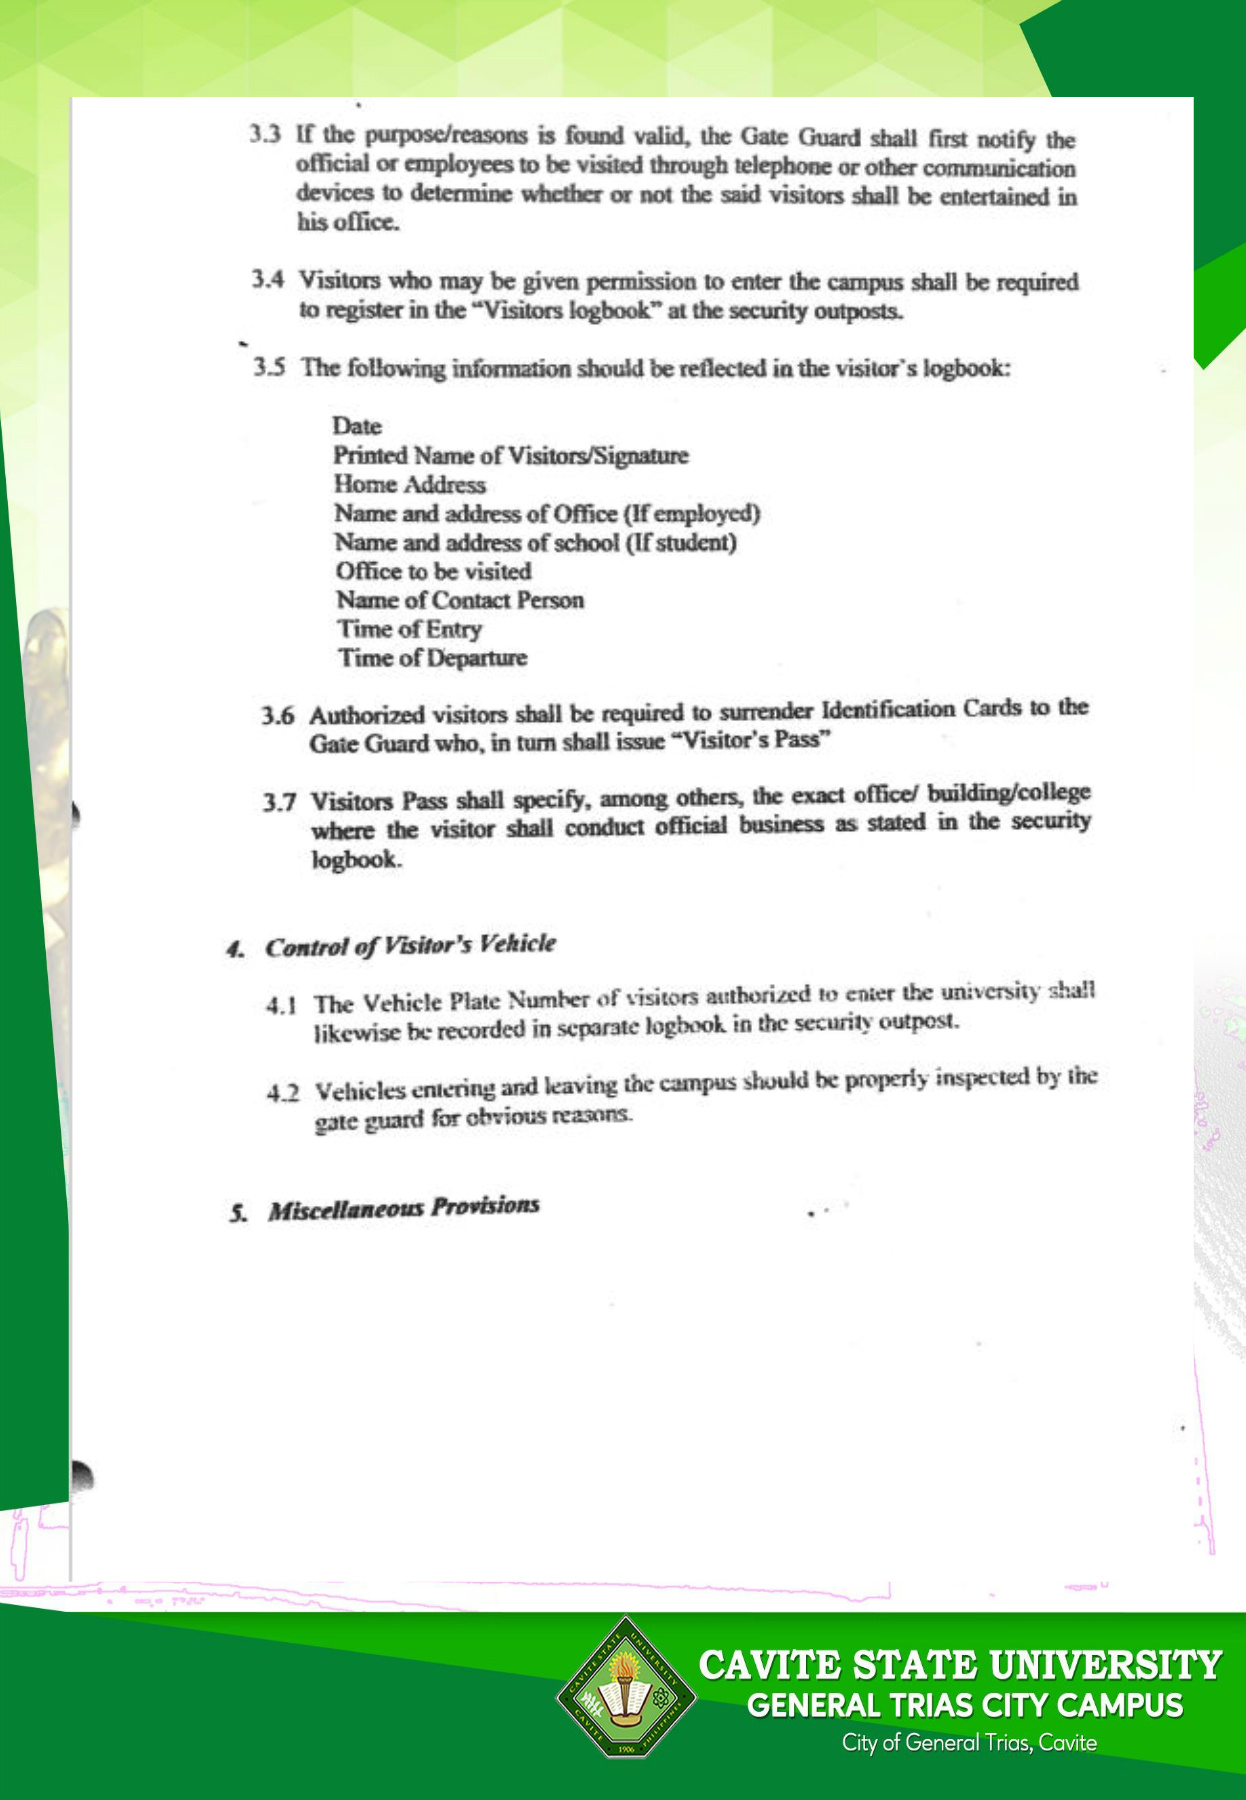 3.3 If the purpose/reasons is found valid, the Gate Guard shall first notify the
official or employees to be visited through telephone or other communication
devices to determine whether or not the said visitors shall be entertained in
his office.
3.4 Visitors who may be given permission to enter the campus shall be required
to register in the “Visitors logbook” at the security outposts.
3.5 The following information should be reflected in the visitor's logbook:
Date
Printed Name of Visitors/Signature
Home Address
Name and address of Office (If employed)
Name and address of school (If student)
Office to be visited
Name of Contact Person
Time of Entry
Time of Departure
3.6 Authorized visitors shall be required to surrender Identification Cards to the
Gate Guard who, in turn shall issue “Visitor's Pass”
3.7 Visitors Pass shall specify, among others, the exact office/ building/college
where the visitor shall conduct official business as stated in the security
logbook.
4. Control of Visitor's Vehicle
4.1 The Vehicle Plate Number of visitors authorized to enter the university shall
likewise be recorded in separate logbook in the security outpost.
4.2 Vehicles entering and leaving the campus should be properly inspected by the
gate guard for obvious reasons.
5. Miscellaneous Provisions
CAVITE STATE UNIVERSITY
CAVITE
PHILIPPINES
1906
CAVITE STATE UNIVERSITY
GENERAL TRIAS CITY CAMPUS
City of General Trias, Cavite